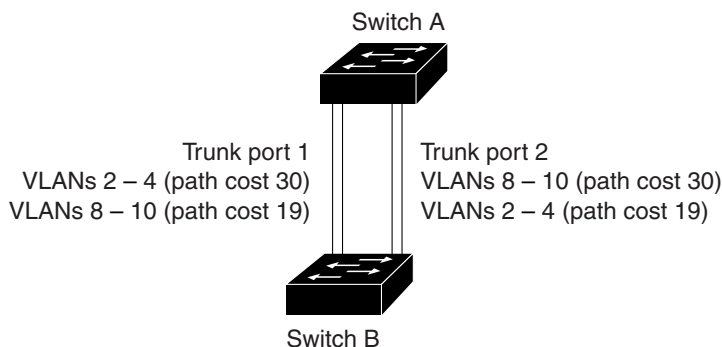 Switch A
Trunk port 1
VLANs 2 – 4 (path cost 30)
VLANs 8 – 10 (path cost 19)
Trunk port 2
VLANs 8 – 10 (path cost 30)
VLANs 2 – 4 (path cost 19)
Switch B